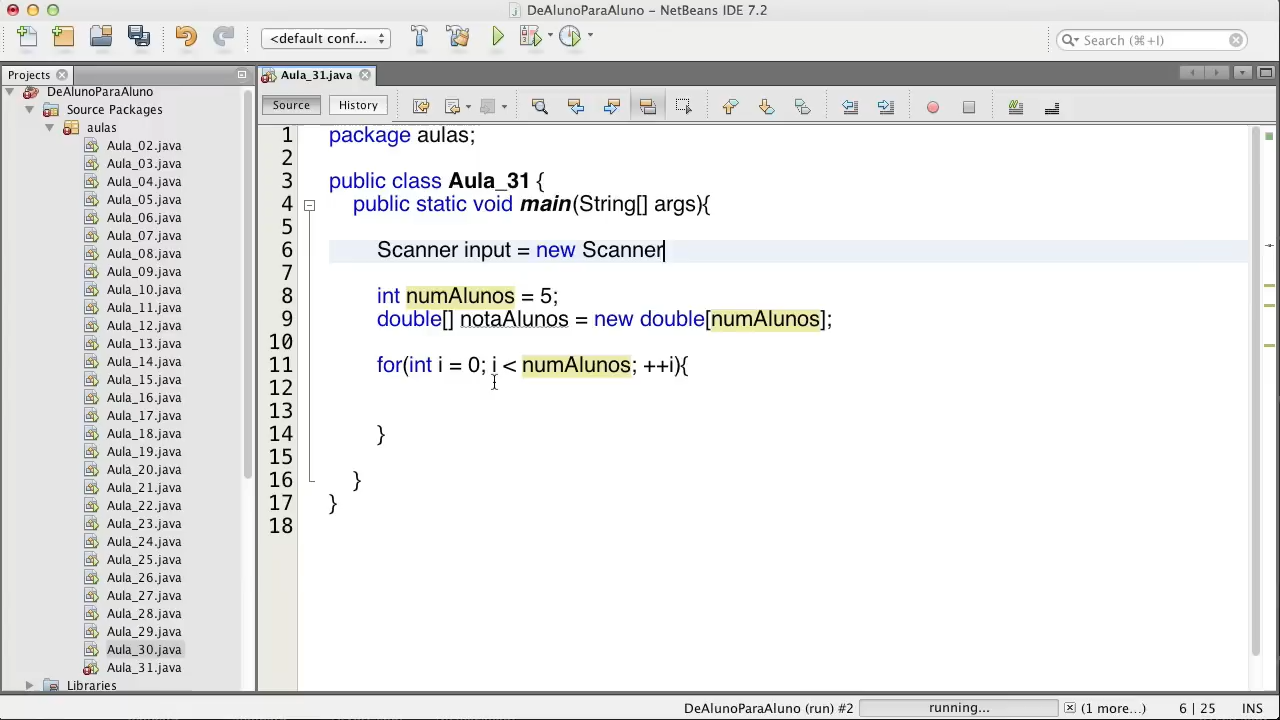 DeAlunoParaAluno – NetBeans IDE 7.2
<default conf...
Search (⌘+I)
Projects
Aula_31.java
DeAlunoParaAluno
Source Packages
aulas
Aula_02.java
Aula_03.java
Aula_04.java
Aula_05.java
Aula_06.java
Aula_07.java
Aula_08.java
Aula_09.java
Aula_10.java
Aula_11.java
Aula_12.java
Aula_13.java
Aula_14.java
Aula_15.java
Aula_16.java
Aula_17.java
Aula_18.java
Aula_19.java
Aula_20.java
Aula_21.java
Aula_22.java
Aula_23.java
Aula_24.java
Aula_25.java
Aula_26.java
Aula_27.java
Aula_28.java
Aula_29.java
Aula_30.java
Aula_31.java
Libraries
Source History
1 package aulas;
2
3 public class Aula_31 {
4 public static void main(String[] args){
5
6 Scanner input = new Scanner
7
8 int numAlunos = 5;
9 double[] notaAlunos = new double[numAlunos];
10
11 for(int i = 0; i < numAlunos; ++i){
12
13
14 }
15
16 }
17 }
18
DeAlunoParaAluno (run) #2 running... (1 more...) 6 | 25 INS